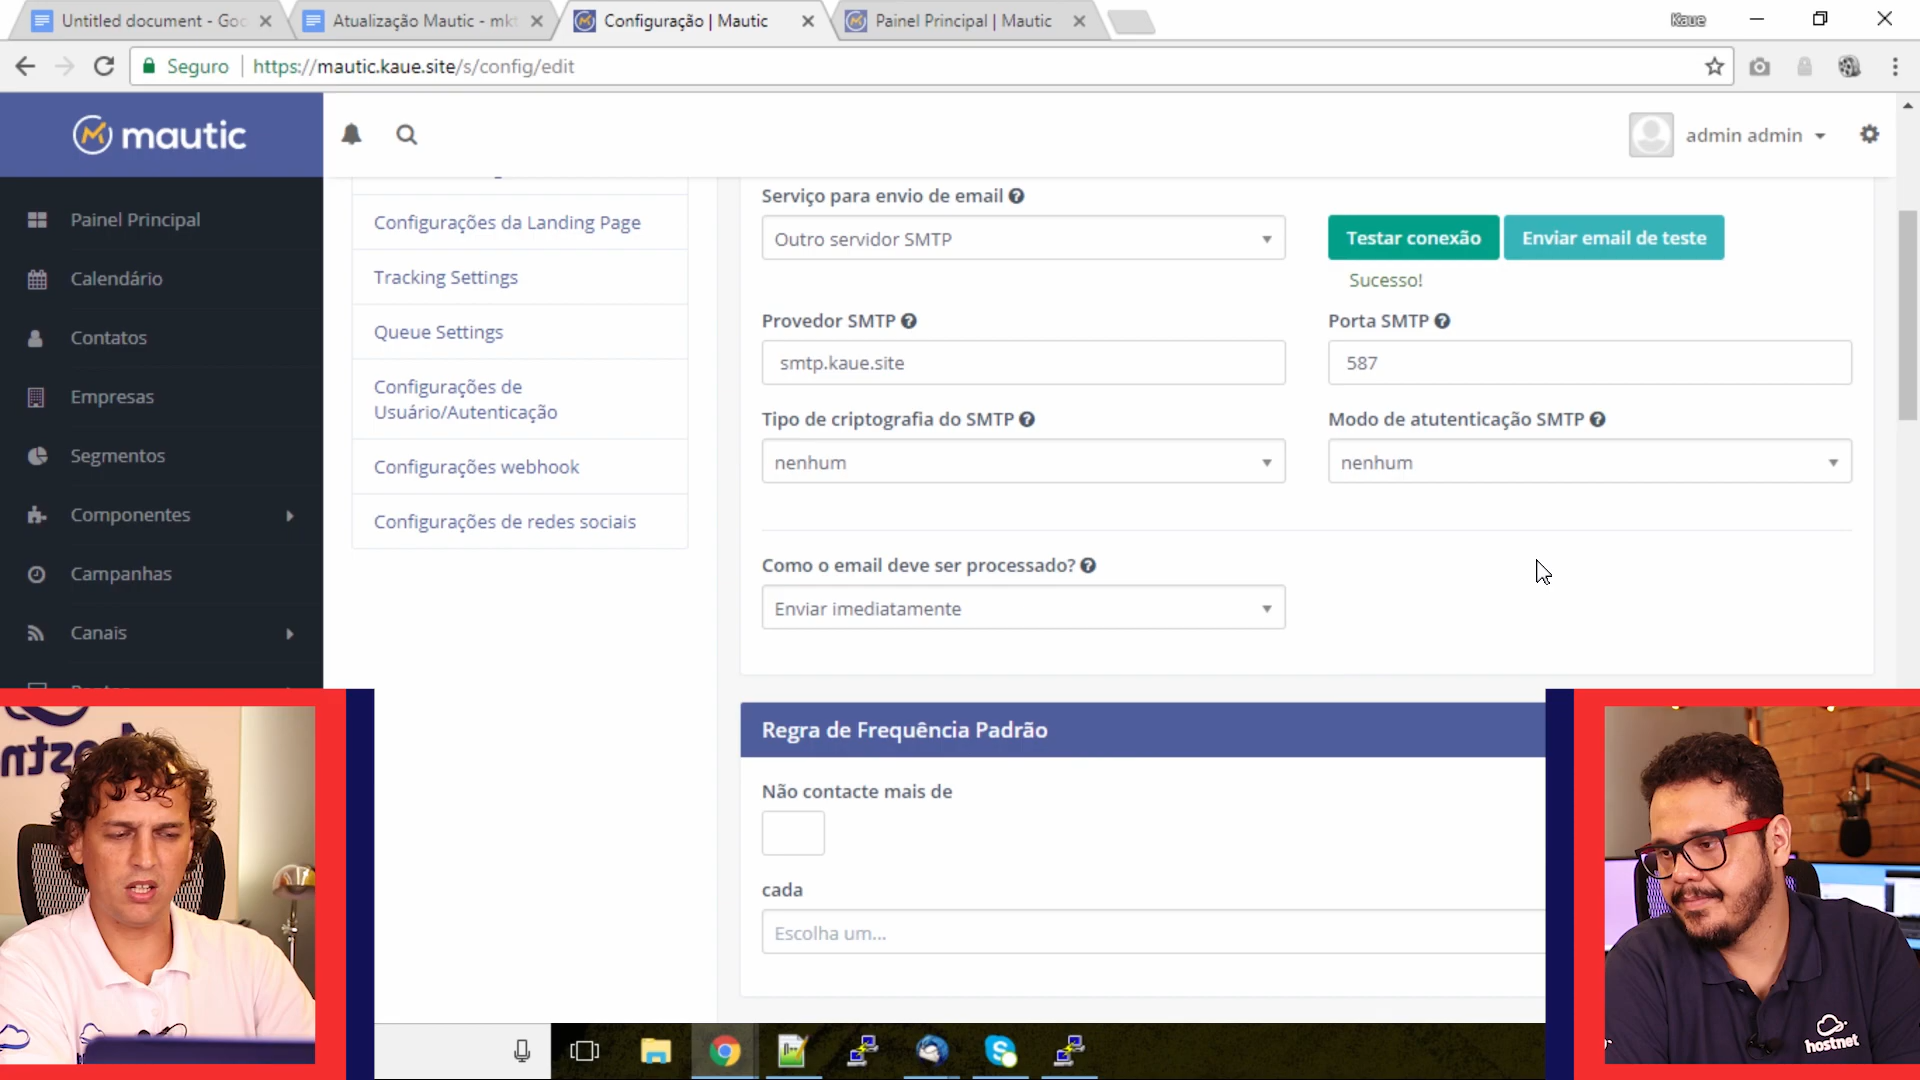 Untitled document - Goo
Atualização Mautic - mkt
Configuração | Mautic
Painel Principal | Mautic
Kaue
Seguro
https://mautic.kaue.site/s/config/edit
mautic
admin admin
Painel Principal
Calendário
Contatos
Empresas
Segmentos
Componentes
Campanhas
Canais
Configurações da Landing Page
Tracking Settings
Queue Settings
Configurações de
Usuário/Autenticação
Configurações webhook
Configurações de redes sociais
Serviço para envio de email
Outro servidor SMTP
Testar conexão
Enviar email de teste
Sucesso!
Provedor SMTP
Porta SMTP
smtp.kaue.site
587
Tipo de criptografia do SMTP
Modo de atutenticação SMTP
nenhum
nenhum
Como o email deve ser processado?
Enviar imediatamente
Regra de Frequência Padrão
Não contacte mais de
cada
Escolha um...
hostnet